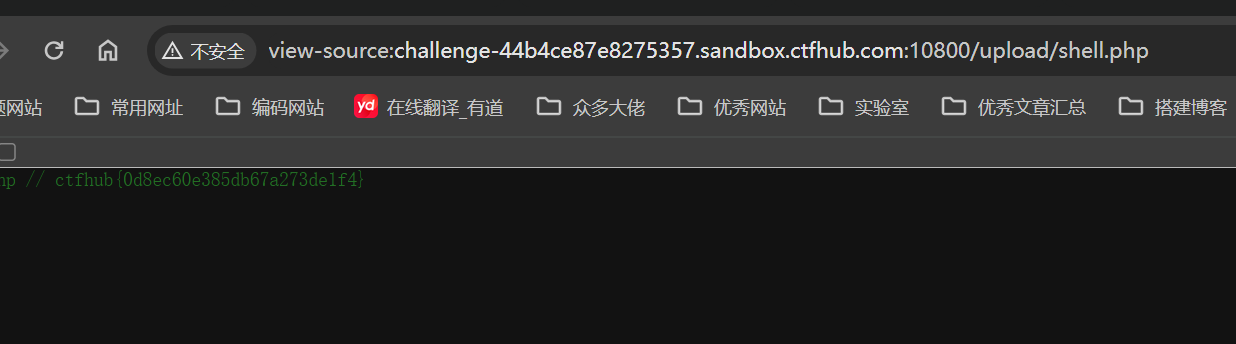 不安全 view-source:challenge-44b4ce87e8275357.sandbox.ctfhub.com:10800/upload/shell.php
题网站 常用网址 编码网站 yd 在线翻译_有道 众多大佬 优秀网站 实验室 优秀文章汇总 搭建博客
hp // ctfhub{0d8ec60e385db67a273de1f4}